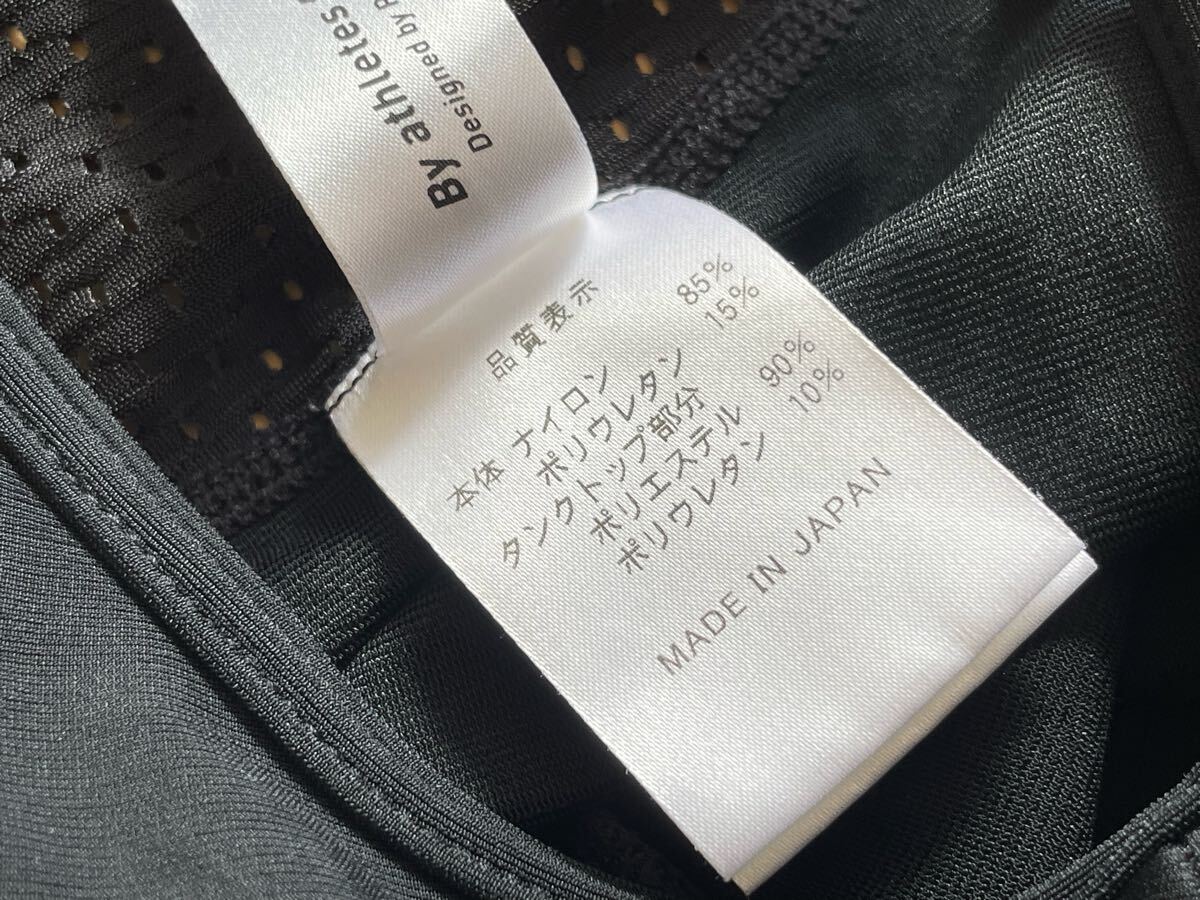 By athletes
Designed by
品質表示
本体 ナイロン 85%
ポリウレタン 15%
タンクトップ部分
ポリエステル 90%
ポリウレタン 10%
MADE IN JAPAN